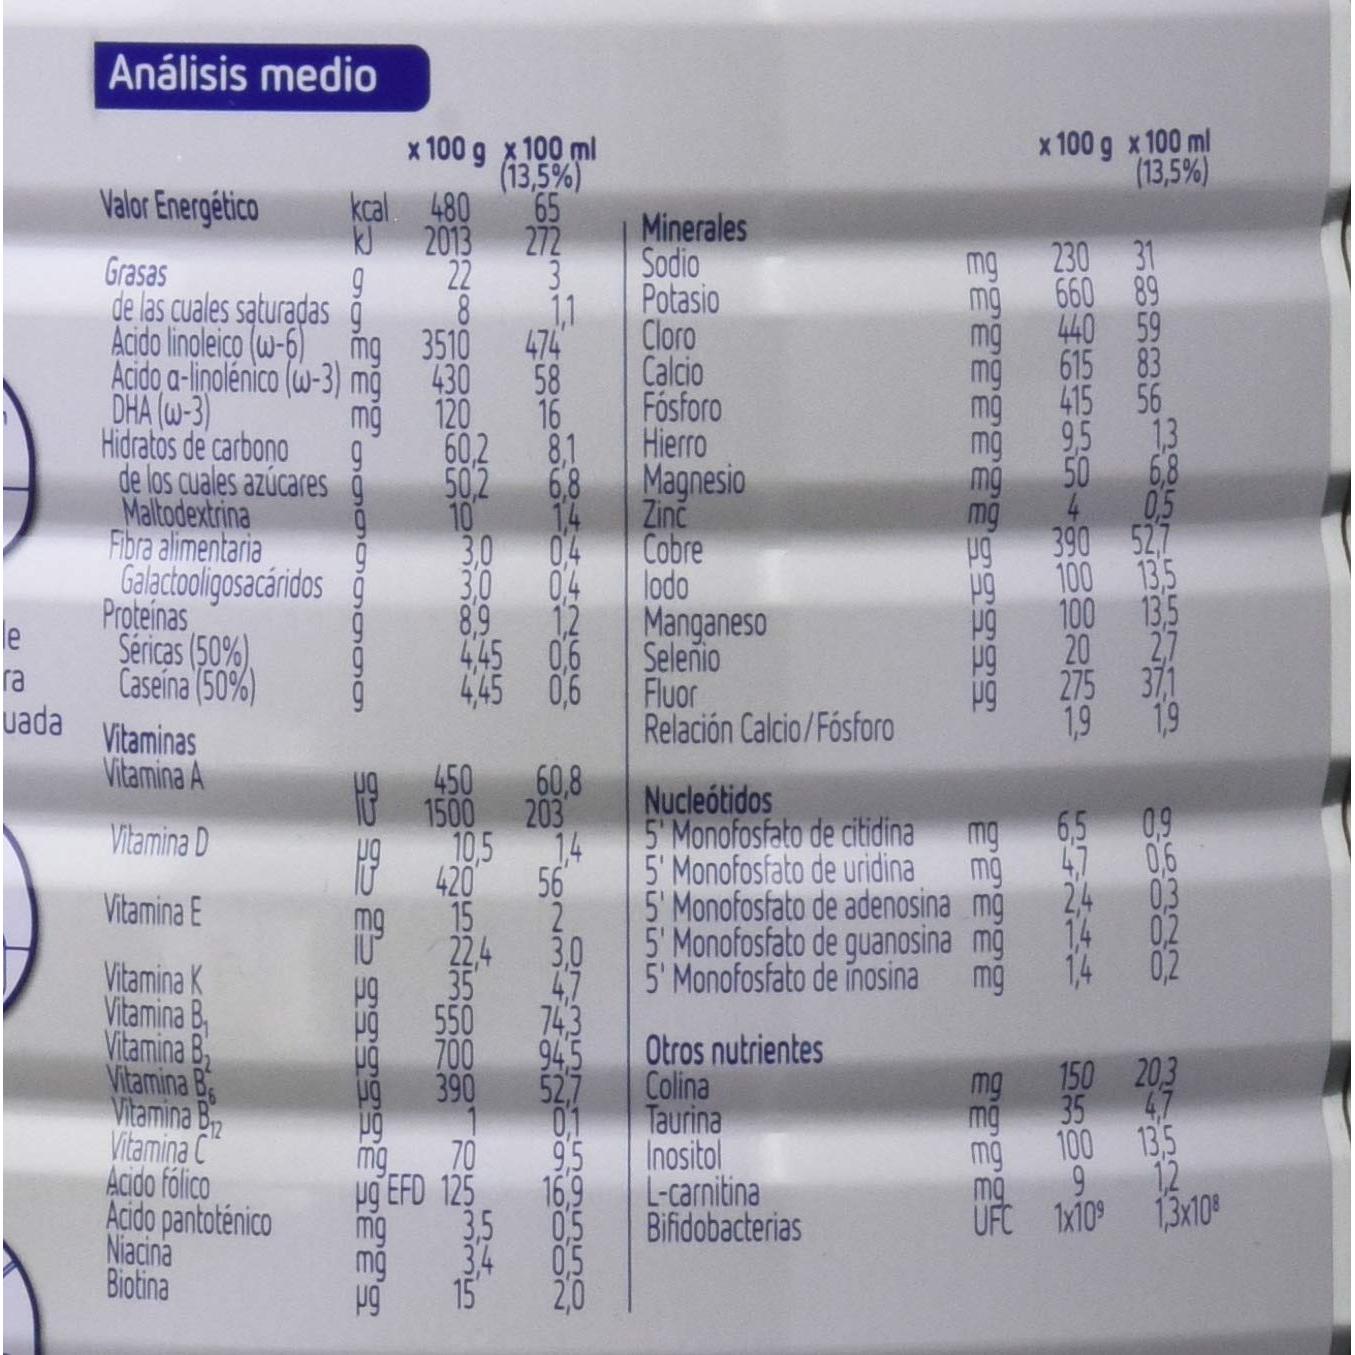 Análisis medio
x 100 g x 100 ml
(13,5%)
Valor Energético kcal 480 65
kJ 2013 272
Grasas g 22 3
de las cuales saturadas g 8 1,1
Ácido linoleico (ω-6) mg 3510 474
Ácido α-linolénico (ω-3) mg 430 58
DHA (ω-3) mg 120 16
Hidratos de carbono g 60,2 8,1
de los cuales azúcares g 50,2 6,8
Maltodextrina g 10 1,4
Fibra alimentaria g 3,0 0,4
Galactooligosacáridos g 3,0 0,4
Proteínas g 8,9 1,2
Séricas (50%) g 4,45 0,6
Caseína (50%) g 4,45 0,6
Vitaminas
Vitamina A µg 450 60,8
IU 1500 203
Vitamina D µg 10,5 1,4
IU 420 56
Vitamina E mg 15 2
IU 22,4 3,0
Vitamina K µg 35 4,7
Vitamina B1 µg 550 74,3
Vitamina B2 µg 700 94,5
Vitamina B6 µg 390 52,7
Vitamina B12 µg 1 0,1
Vitamina C mg 70 9,5
Ácido fólico µg EFD 125 16,9
Ácido pantoténico mg 3,5 0,5
Niacina mg 3,4 0,5
Biotina µg 15 2,0
x 100 g x 100 ml
(13,5%)
Minerales
Sodio mg 230 31
Potasio mg 660 89
Cloro mg 440 59
Calcio mg 615 83
Fósforo mg 415 56
Hierro mg 9,5 1,3
Magnesio mg 50 6,8
Zinc mg 4 0,5
Cobre µg 390 52,7
Iodo µg 100 13,5
Manganeso µg 100 13,5
Selenio µg 20 2,7
Fluor µg 275 37,1
Relación Calcio/Fósforo 1,9 1,9
Nucleótidos
5' Monofosfato de citidina mg 6,5 0,9
5' Monofosfato de uridina mg 4,7 0,6
5' Monofosfato de adenosina mg 2,4 0,3
5' Monofosfato de guanosina mg 1,4 0,2
5' Monofosfato de inosina mg 1,4 0,2
Otros nutrientes
Colina mg 150 20,3
Taurina mg 35 4,7
Inositol mg 100 13,5
L-carnitina mg 9 1,2
Bifidobacterias UFC 1x10⁹ 1,3x10⁸